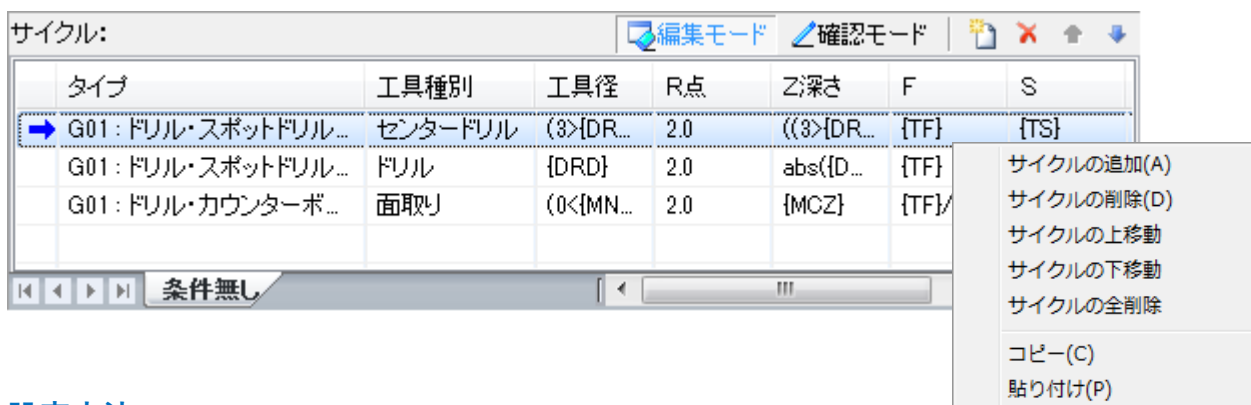 サイクル: 編集モード 確認モード
タイプ 工具種別 工具径 R点 Z深さ F S
G01 : ドリル・スポットドリル... センタードリル (3>{DR... 2.0 ((3>{DR... {TF} {TS}
G01 : ドリル・スポットドリル... ドリル {DRD} 2.0 abs({D... {TF}
G01 : ドリル・カウンターボ... 面取り (0<{MN... 2.0 {MCZ} {TF}/
条件無し
サイクルの追加(A)
サイクルの削除(D)
サイクルの上移動
サイクルの下移動
サイクルの全削除
コピー(C)
貼り付け(P)